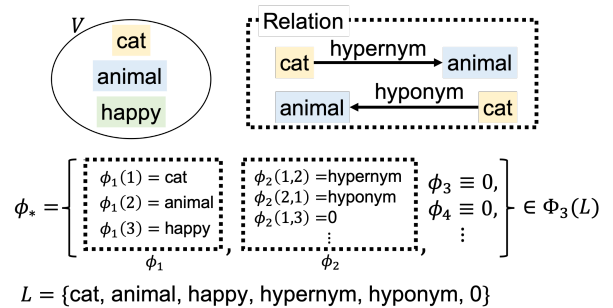 V
cat
animal
happy
Relation
hypernym
cat animal
hyponym
animal cat
ϕ∗ = { ϕ₁(1) = cat
ϕ₁(2) = animal
ϕ₁(3) = happy
ϕ₁
,
ϕ₂(1,2) =hypernym
ϕ₂(2,1) =hyponym
ϕ₂(1,3) =0
⋮
ϕ₂
,
ϕ₃ ≡ 0,
ϕ₄ ≡ 0,
⋮
} ∈ Φ₃(L)
L = {cat, animal, happy, hypernym, hyponym, 0}